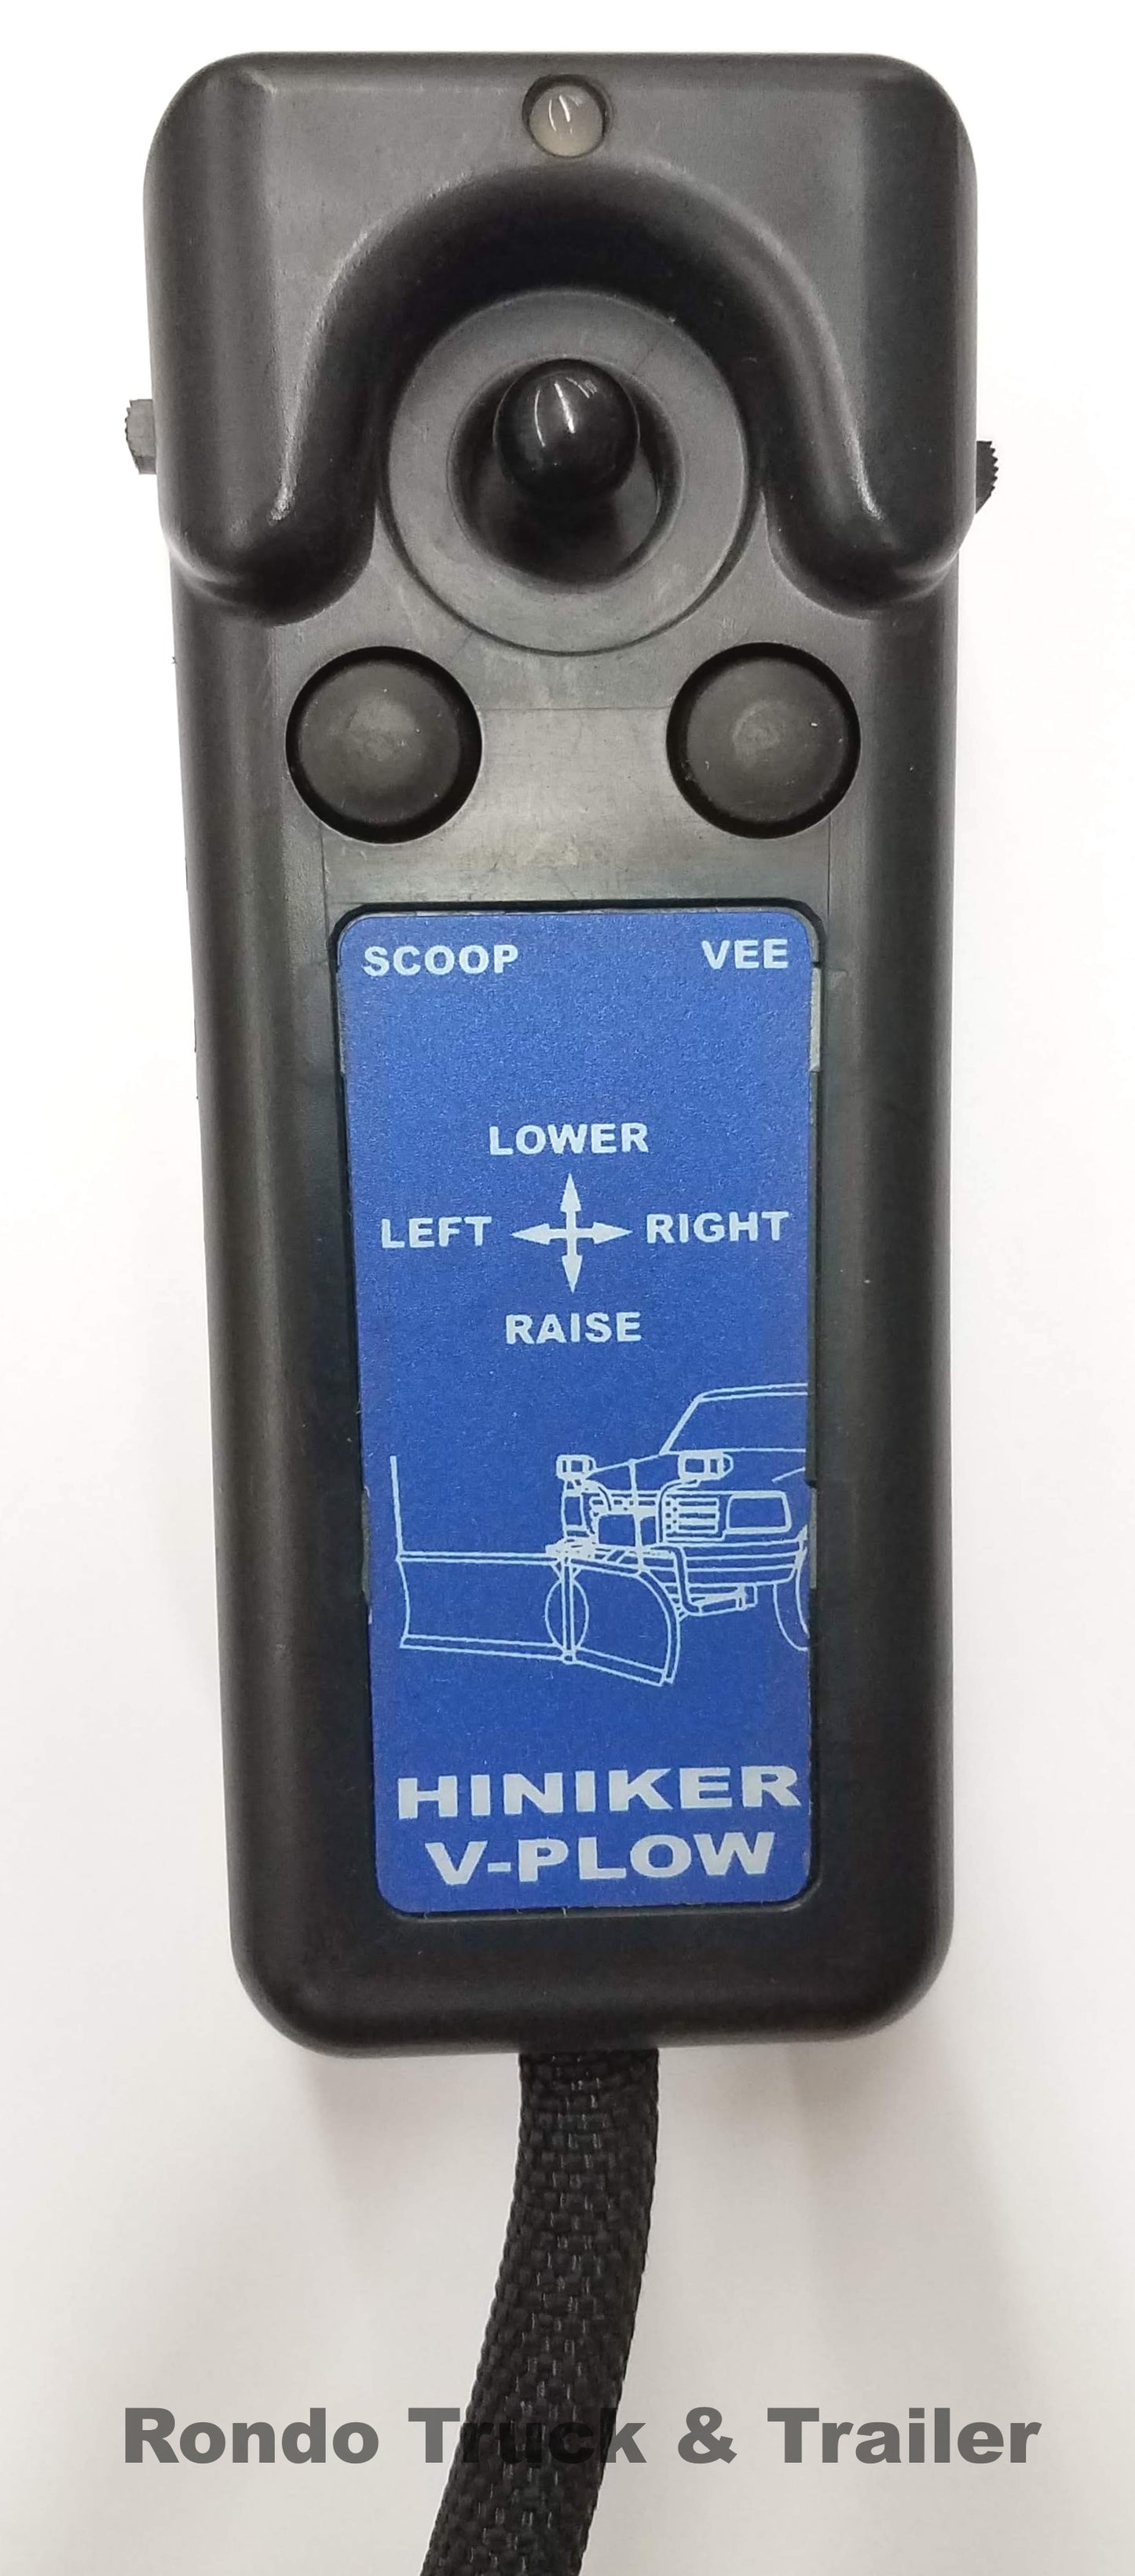 SCOOP VEE
LOWER
LEFT RIGHT
RAISE
HINIKER
V-PLOW
Rondo Truck & Trailer